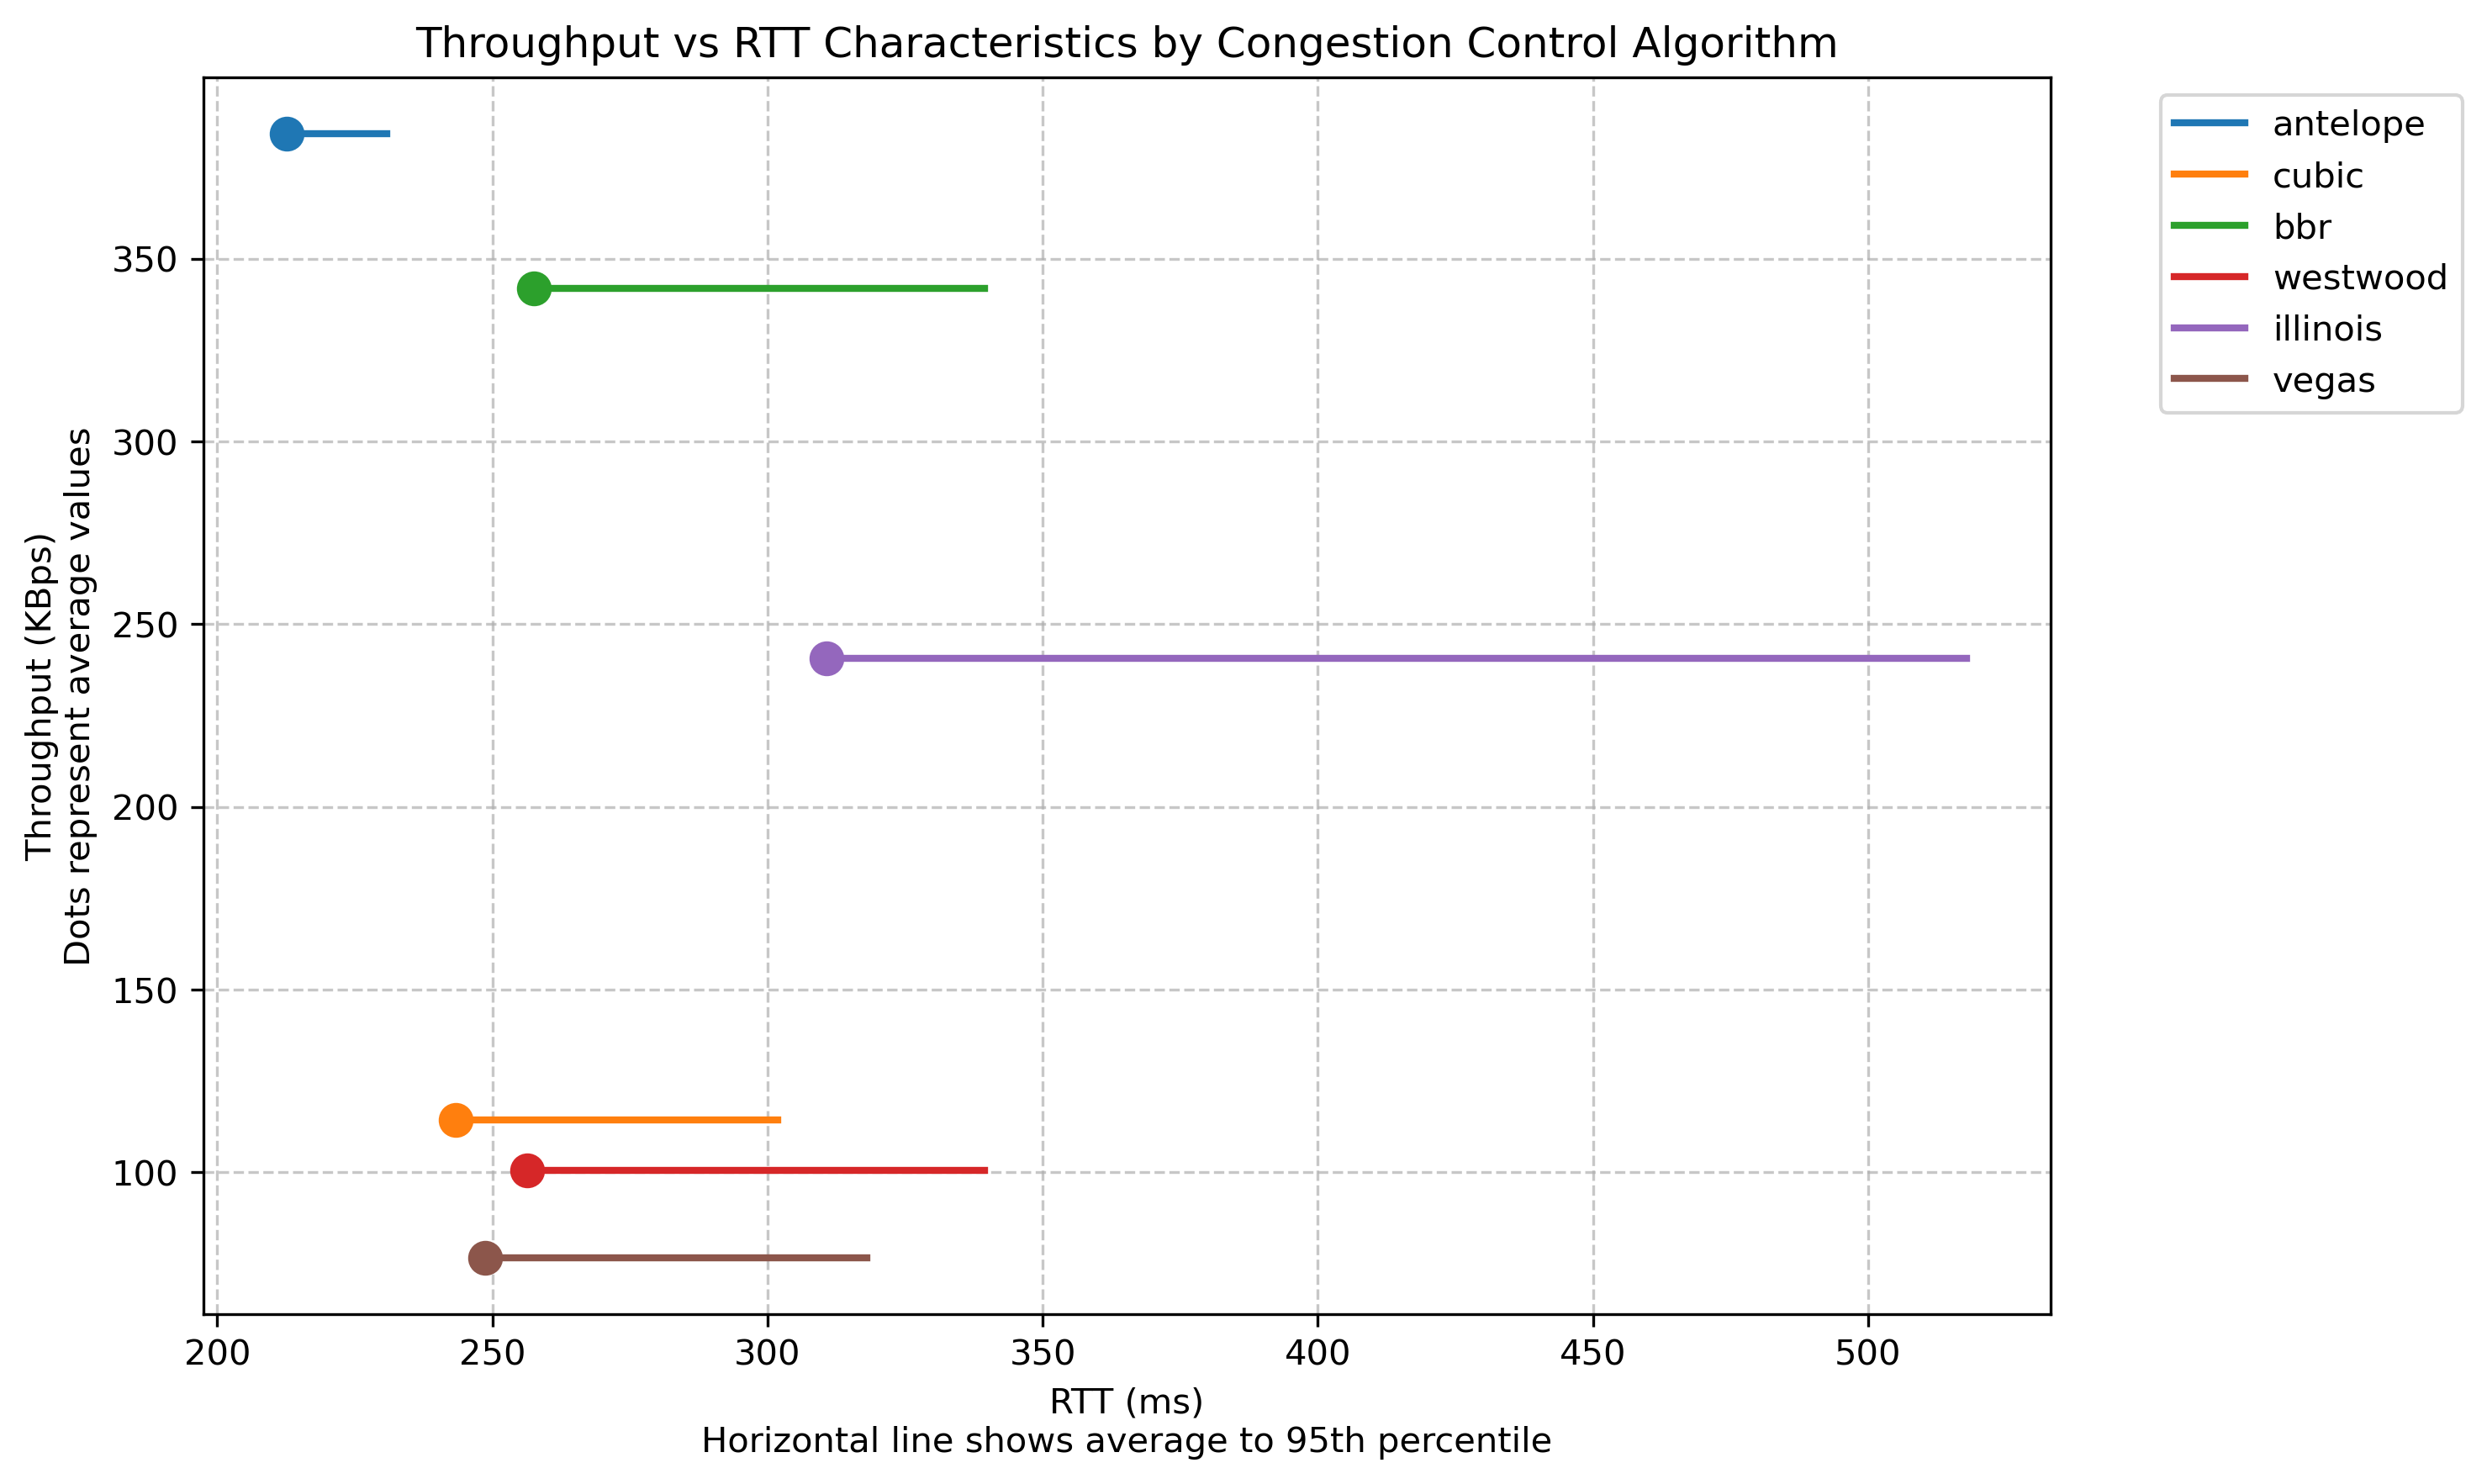 Throughput vs RTT Characteristics by Congestion Control Algorithm
Throughput (KBps)
Dots represent average values
350
300
250
200
150
100
200
250
300
350
400
450
500
RTT (ms)
Horizontal line shows average to 95th percentile
antelope
cubic
bbr
westwood
illinois
vegas